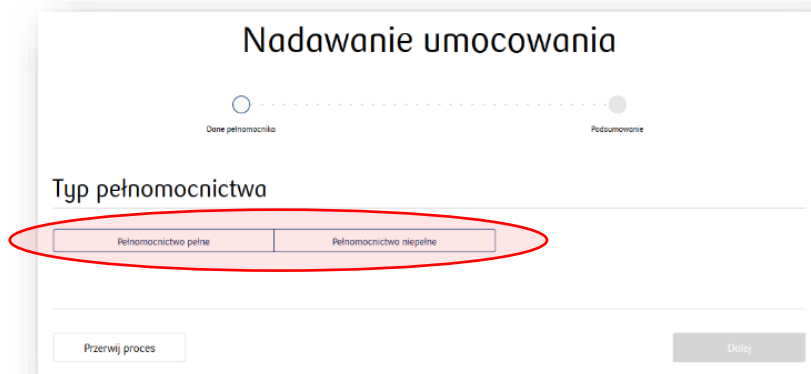 Nadawanie umocowania
Dane pełnomocnika Podsumowanie
Typ pełnomocnictwa
Pełnomocnictwo pełne Pełnomocnictwo niepełne
Przerwij proces Dalej